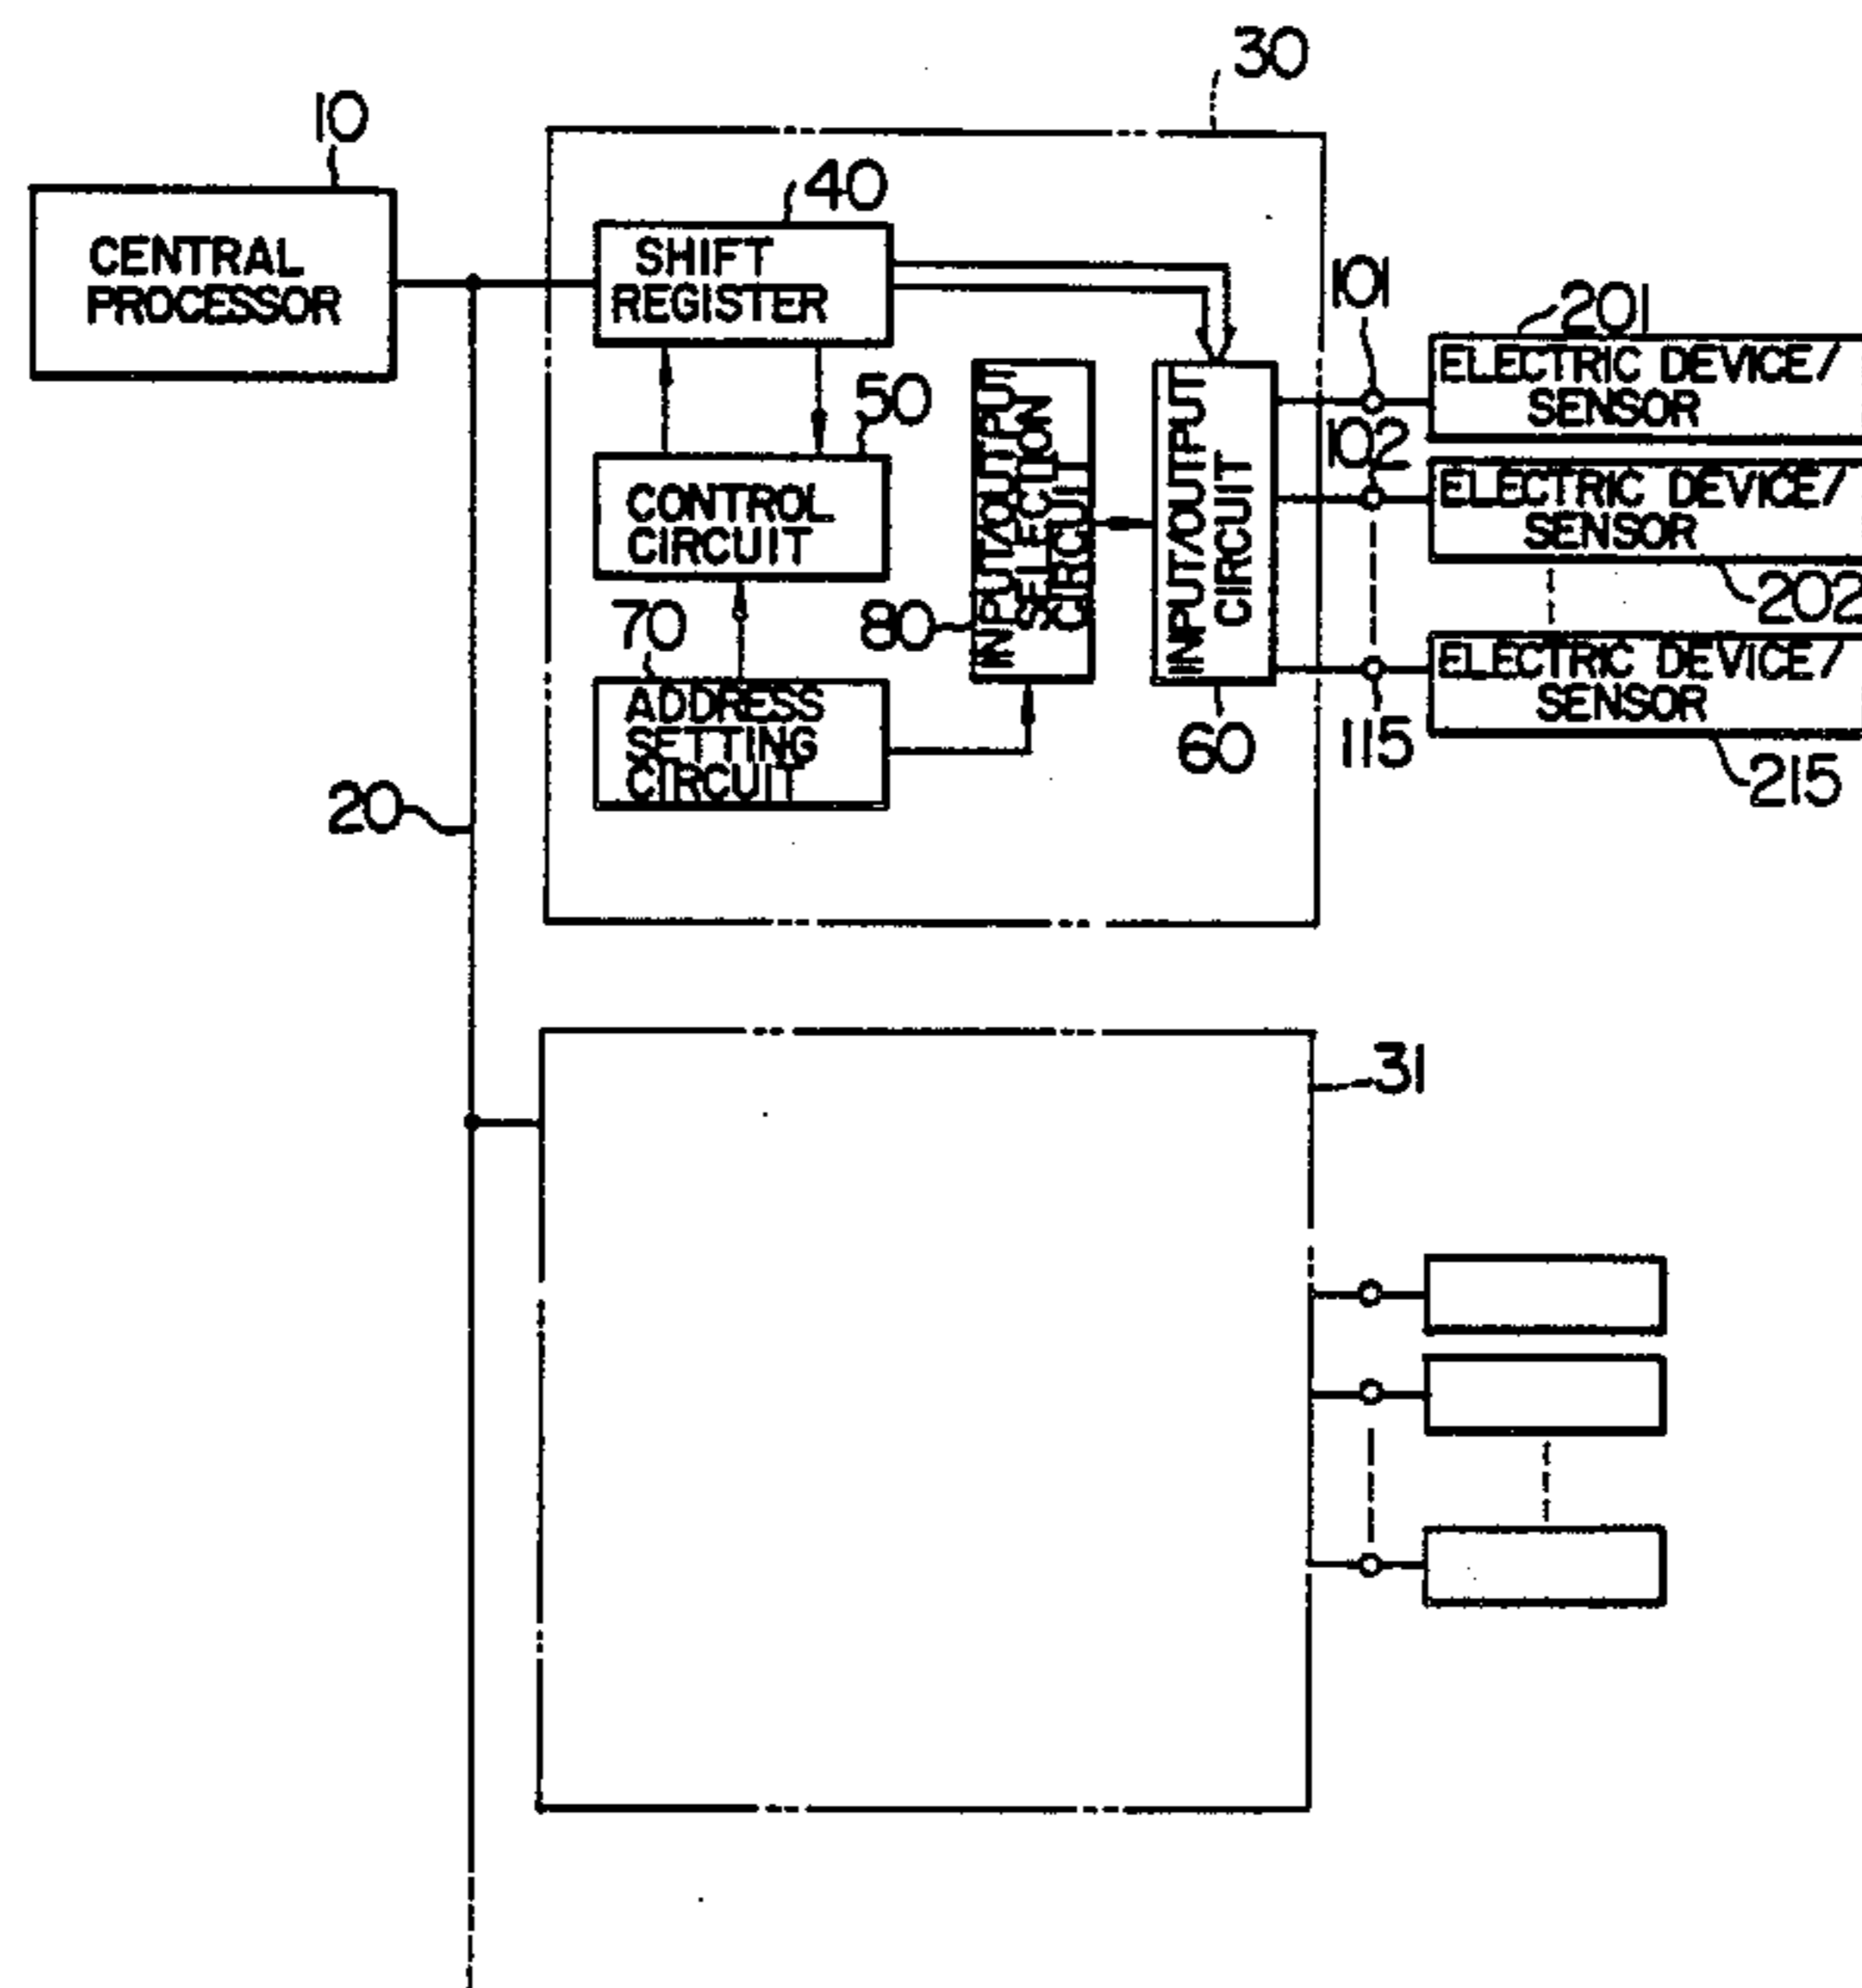 30
10
40
CENTRAL
PROCESSOR
SHIFT
REGISTER
101
201
ELECTRIC DEVICE/
SENSOR
50
102
ELECTRIC DEVICE/
SENSOR
202
CONTROL
CIRCUIT
INPUT/OUTPUT
SELECTION
CIRCUIT
INPUT/OUTPUT
CIRCUIT
70
80
ELECTRIC DEVICE/
SENSOR
ADDRESS
SETTING
CIRCUIT
60
115
215
20
31